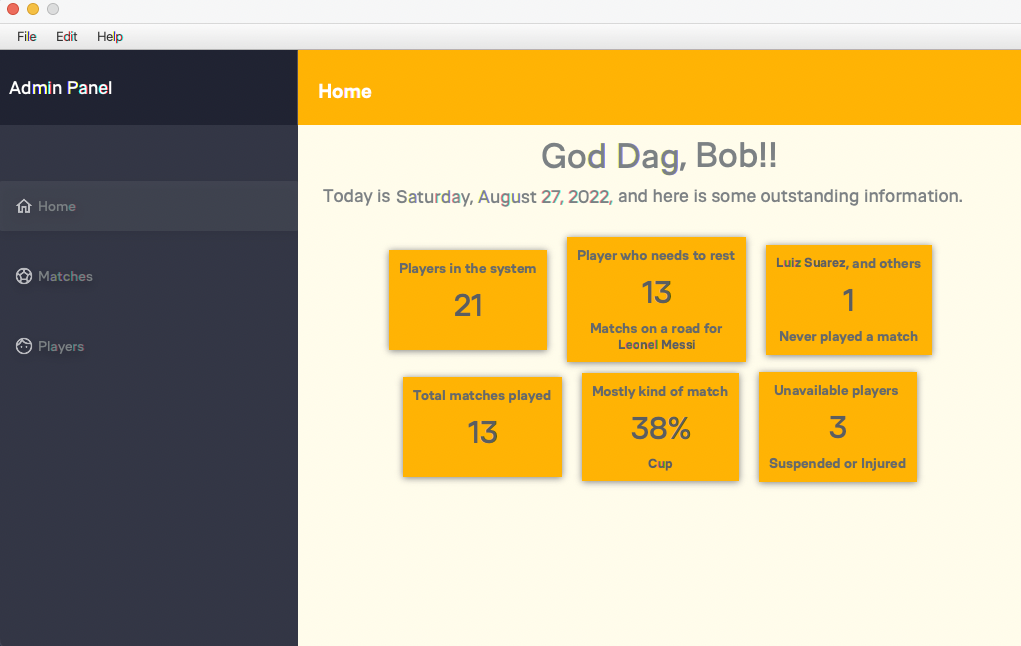 File Edit Help
Admin Panel
Home
Home
Matches
Players
God Dag, Bob!!
Today is Saturday, August 27, 2022, and here is some outstanding information.
Players in the system
21
Player who needs to rest
13
Matchs on a road for
Leonel Messi
Luiz Suarez, and others
1
Never played a match
Total matches played
13
Mostly kind of match
38%
Cup
Unavailable players
3
Suspended or Injured